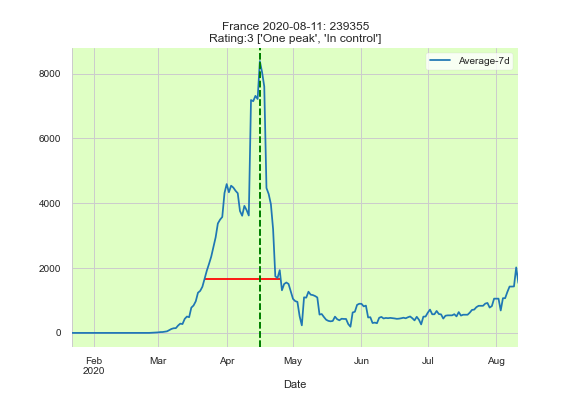 France 2020-08-11: 239355
Rating:3 ['One peak', 'In control']
Average-7d
8000
6000
4000
2000
0
Feb
2020
Mar
Apr
May
Jun
Jul
Aug
Date